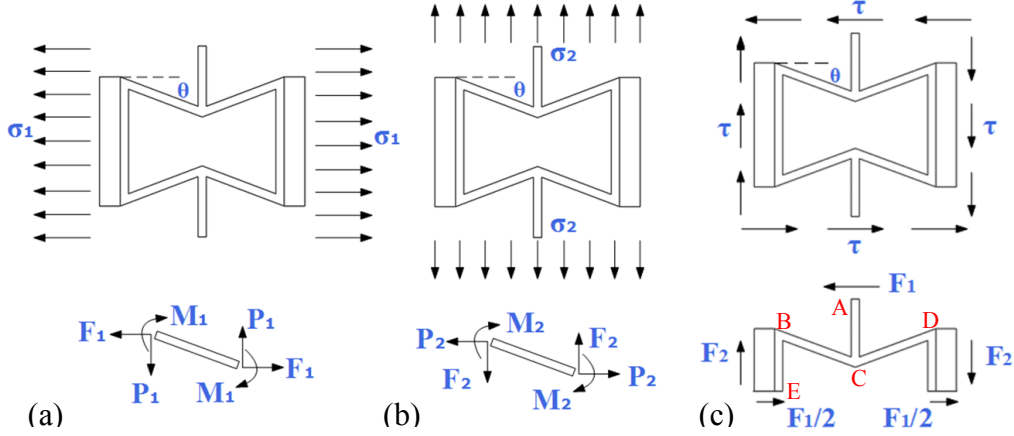 θ
σ₁
σ₁
M₁
F₁
P₁
P₁
F₁
M₁
(a)
σ₂
θ
σ₂
M₂
P₂
F₂
F₂
P₂
M₂
(b)
τ
θ
τ
τ
τ
F₁
A
B
D
F₂
F₂
E
C
F₁/2
F₁/2
(c)